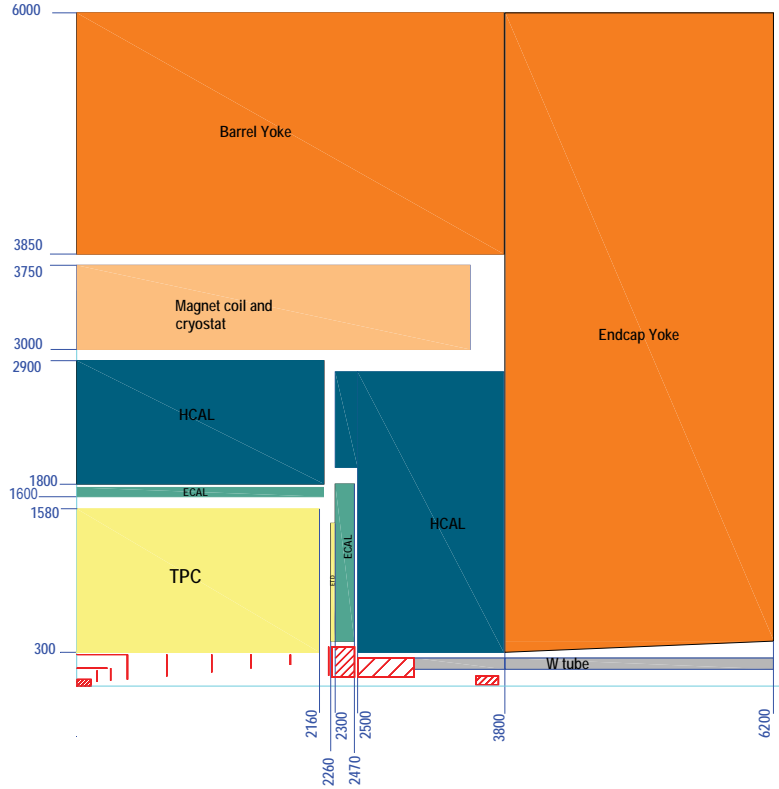 6000
Barrel Yoke
3850
3750
Magnet coil and
cryostat
Endcap Yoke
3000
2900
HCAL
1800
ECAL
1600
1580
HCAL
ECAL
TPC
ETD
300
W tube
2160
2260
2300
2470
2500
3800
6200